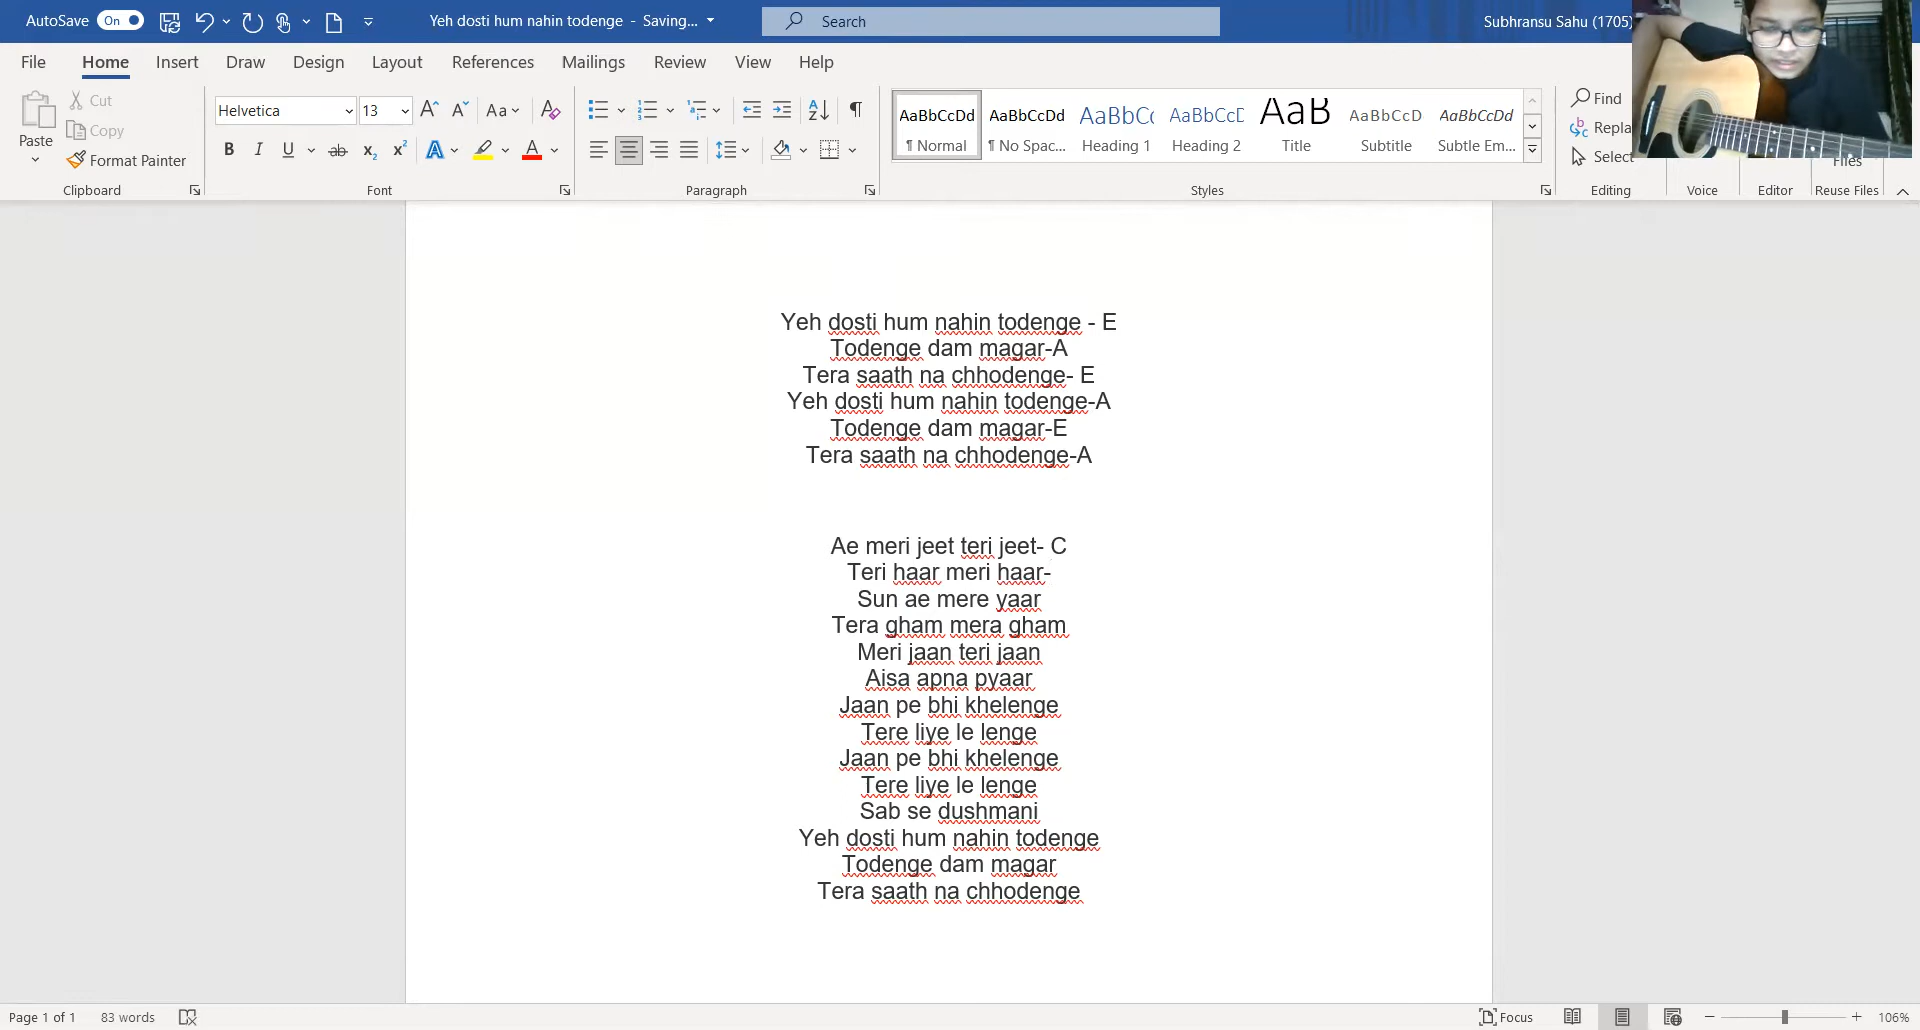 AutoSave On Yeh dosti hum nahin todenge - Saving... Search Subhransu Sahu (1705)
File Home Insert Draw Design Layout References Mailings Review View Help
Paste Cut Copy Format Painter
Clipboard
Helvetica 13
Font
Paragraph
AaBbCcDd ¶ Normal
AaBbCcDd ¶ No Spac...
AaBbCc Heading 1
AaBbCcD Heading 2
AaB Title
AaBbCcD Subtitle
AaBbCcDd Subtle Em...
Styles
Find
Repla
Select
Editing
Voice
Editor
Files
Reuse Files
Yeh dosti hum nahin todenge - E
Todenge dam magar-A
Tera saath na chhodenge- E
Yeh dosti hum nahin todenge-A
Todenge dam magar-E
Tera saath na chhodenge-A
Ae meri jeet teri jeet- C
Teri haar meri haar-
Sun ae mere yaar
Tera gham mera gham
Meri jaan teri jaan
Aisa apna pyaar
Jaan pe bhi khelenge
Tere liye le lenge
Jaan pe bhi khelenge
Tere liye le lenge
Sab se dushmani
Yeh dosti hum nahin todenge
Todenge dam magar
Tera saath na chhodenge
Page 1 of 1 83 words Focus 106%